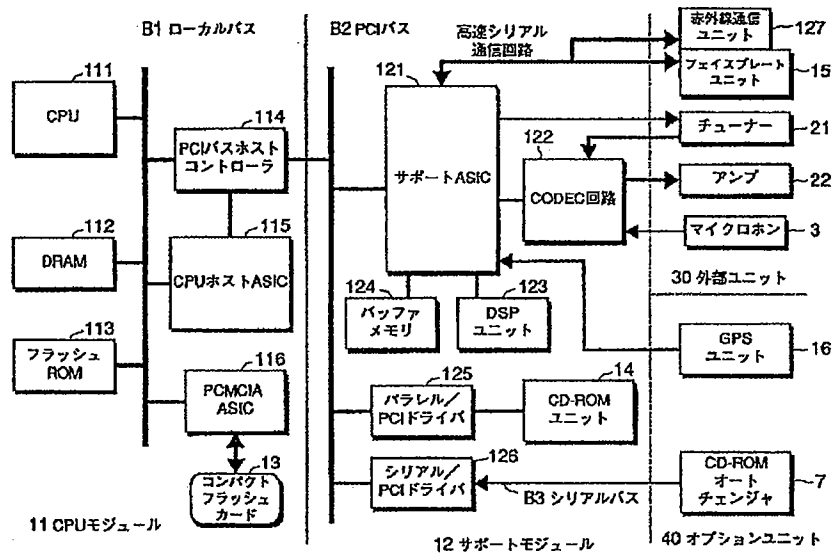 B1 ローカルバス
B2 PCIバス
高速シリアル
通信回路
111
CPU
112
DRAM
113
フラッシュ
ROM
114
PCIバスホスト
コントローラ
115
CPUホストASIC
116
PCMCIA
ASIC
13
コンパクト
フラッシュ
カード
11 CPUモジュール
121
サポートASIC
122
CODEC回路
124
バッファ
メモリ
123
DSP
ユニット
125
パラレル／
PCIドライバ
14
CD-ROM
ユニット
126
シリアル／
PCIドライバ
B3 シリアルバス
12 サポートモジュール
赤外線通信
ユニット
127
フェイスプレート
ユニット
15
チューナー
21
アンプ
22
マイクロホン
3
30 外部ユニット
GPS
ユニット
16
CD-ROM
オート
チェンジャ
7
40 オプションユニット